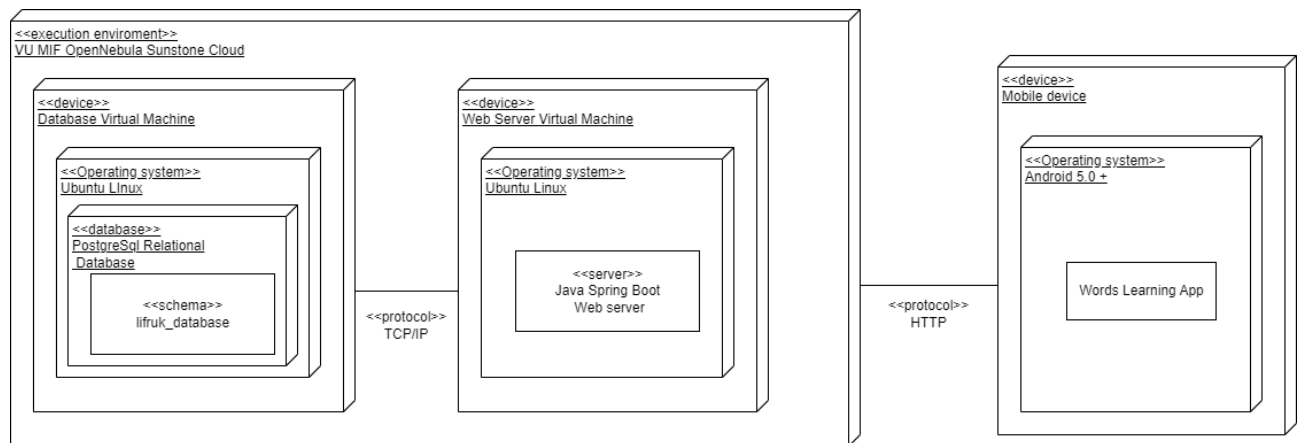 <<execution enviroment>>
VU MIF OpenNebula Sunstone Cloud
<<device>>
Database Virtual Machine
<<Operating system>>
Ubuntu LInux
<<database>>
PostgreSql Relational
_Database
<<schema>>
lifruk_database
<<protocol>>
TCP/IP
<<device>>
Web Server Virtual Machine
<<Operating system>>
Ubuntu Linux
<<server>>
Java Spring Boot
Web server
<<protocol>>
HTTP
<<device>>
Mobile device
<<Operating system>>
Android 5.0 +
Words Learning App